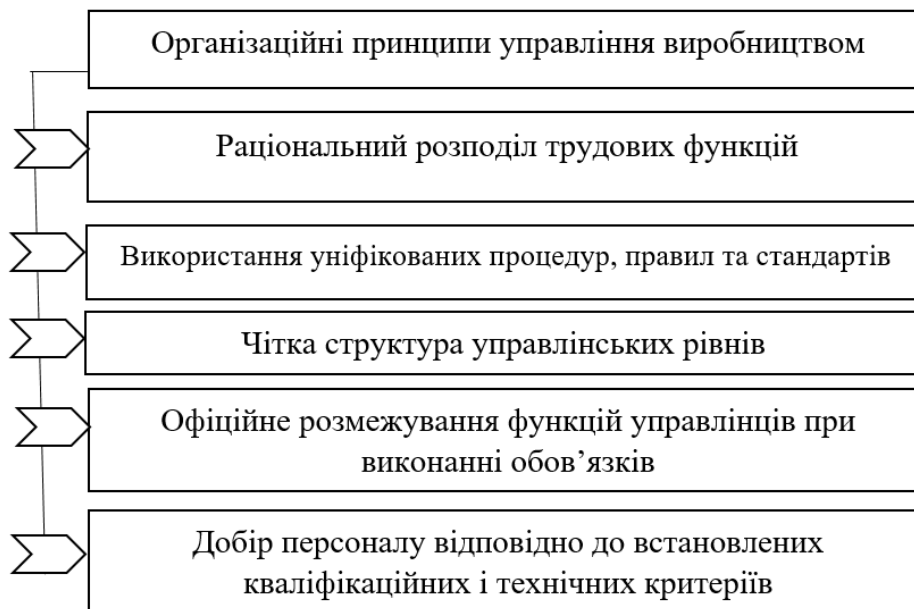 Організаційні принципи управління виробництвом
Раціональний розподіл трудових функцій
Використання уніфікованих процедур, правил та стандартів
Чітка структура управлінських рівнів
Офіційне розмежування функцій управлінців при
виконанні обов’язків
Добір персоналу відповідно до встановлених
кваліфікаційних і технічних критеріїв